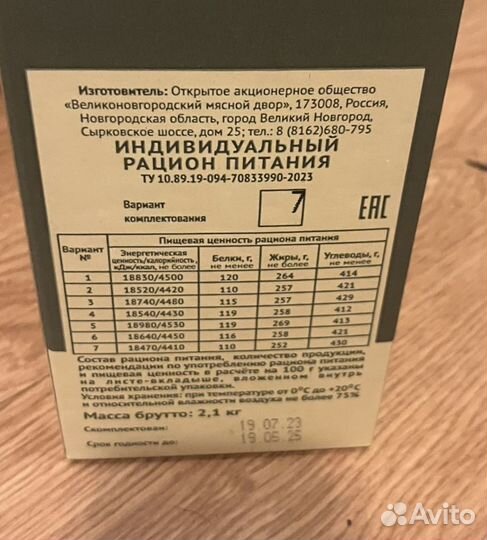 Изготовитель: Открытое акционерное общество
«Великоновгородский мясной двор», 173008, Россия,
Новгородская область, город Великий Новгород,
Сырковское шоссе, дом 25; тел.: 8 (8162)680-795
ИНДИВИДУАЛЬНЫЙ
РАЦИОН ПИТАНИЯ
ТУ 10.89.19-094-70833990-2023
Вариант
комплектования
7
ЕАС
Вариант №
Пищевая ценность рациона питания
Энергетическая ценность/калорийность, кДж/ккал, не более
Белки, г, не менее
Жиры, г, не более
Углеводы, г, не менее
1 18830/4500 120 264 414
2 18520/4420 110 257 421
3 18740/4480 115 257 429
4 18540/4430 119 258 412
5 18980/4530 119 269 413
6 18640/4450 116 258 421
7 18470/4410 110 252 430
Состав рациона питания, количество продукции,
рекомендации по употреблению рациона питания
и пищевая ценность в расчёте на 100 г указаны
на листе-вкладыше, вложенном внутрь
потребительской упаковки.
Условия хранения: при температуре от 0°С до +20°С
и относительной влажности воздуха не более 75%
Масса брутто: 2,1 кг
Скомплектован: 19.07.23
Срок годности до: 19.05.25
Avito